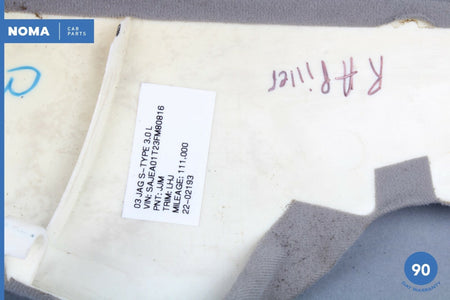 NOMA CAR
PARTS
R A Piller
03 JAG S-TYPE 3.0 L
VIN: SAJEA01T23FM80816
PNT: JJM
TRIM: LHJ
MILEAGE: 111,000
22-02193
90
DAY WARRANTY